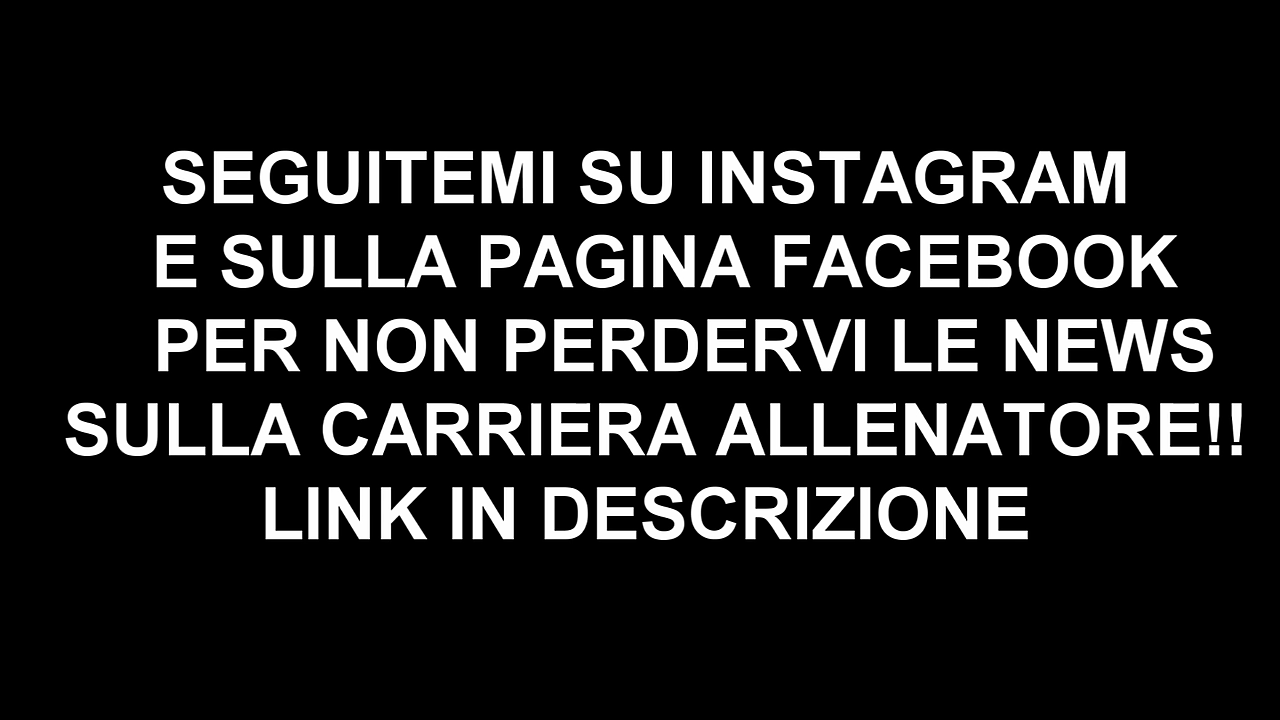 SEGUITEMI SU INSTAGRAM
E SULLA PAGINA FACEBOOK
PER NON PERDERVI LE NEWS
SULLA CARRIERA ALLENATORE!!
LINK IN DESCRIZIONE